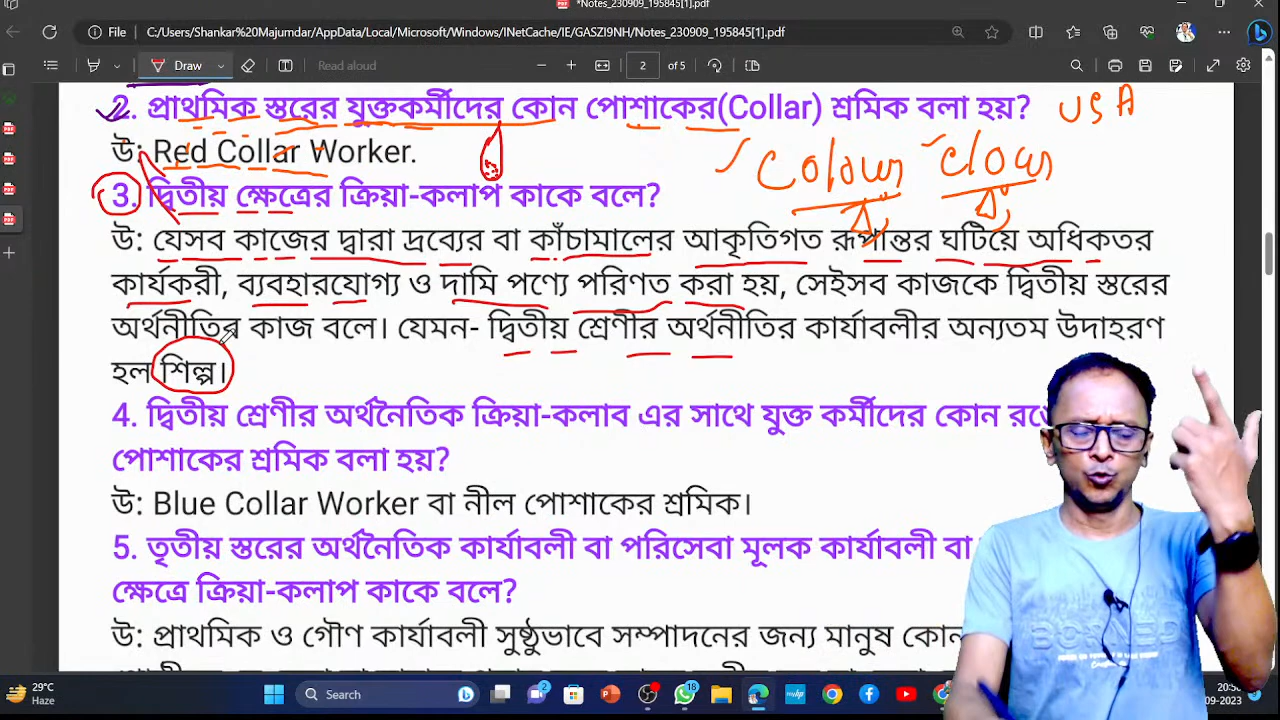 *Notes_230909_195845[1].pdf
File C:/Users/Shankar%20Majumdar/AppData/Local/Microsoft/Windows/INetCache/IE/GASZI9NH/Notes_230909_195845[1].pdf
Draw Read aloud 2 of 5
2. প্রাথমিক স্তরের যুক্তকর্মীদের কোন পোশাকের(Collar) শ্রমিক বলা হয়? USA
উ: Red Collar Worker.
Colour
3. দ্বিতীয় ক্ষেত্রের ক্রিয়া-কলাপ কাকে বলে?
উ: যেসব কাজের দ্বারা দ্রব্যের বা কাঁচামালের আকৃতিগত রূপান্তর ঘটিয়ে অধিকতর
কার্যকরী, ব্যবহারযোগ্য ও দামি পণ্যে পরিণত করা হয়, সেইসব কাজকে দ্বিতীয় স্তরের
অর্থনীতির কাজ বলে। যেমন- দ্বিতীয় শ্রেণীর অর্থনীতির কার্যাবলীর অন্যতম উদাহরণ
হল শিল্প।
4. দ্বিতীয় শ্রেণীর অর্থনৈতিক ক্রিয়া-কলাব এর সাথে যুক্ত কর্মীদের কোন
পোশাকের শ্রমিক বলা হয়?
উ: Blue Collar Worker বা নীল পোশাকের শ্রমিক।
5. তৃতীয় স্তরের অর্থনৈতিক কার্যাবলী বা পরিসেবা মূলক কার্যাবলী বা
ক্ষেত্রে ক্রিয়া-কলাপ কাকে বলে?
উ: প্রাথমিক ও গৌণ কার্যাবলী সুষ্ঠুভাবে সম্পাদনের জন্য মানুষ কোন
29°C
Haze
Search
18